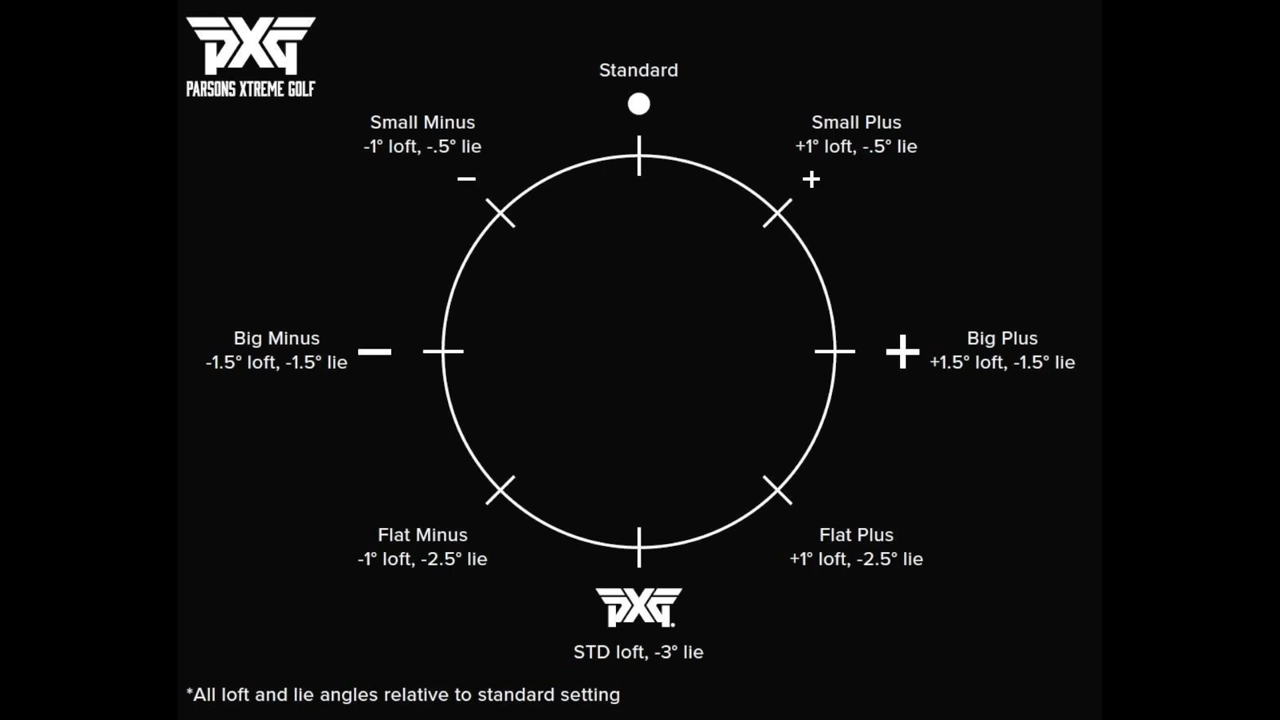 PXG
PARSONS XTREME GOLF
Standard
Small Minus
-1° loft, -.5° lie
Small Plus
+1° loft, -.5° lie
Big Minus
-1.5° loft, -1.5° lie
Big Plus
+1.5° loft, -1.5° lie
Flat Minus
-1° loft, -2.5° lie
Flat Plus
+1° loft, -2.5° lie
PXG.
STD loft, -3° lie
*All loft and lie angles relative to standard setting